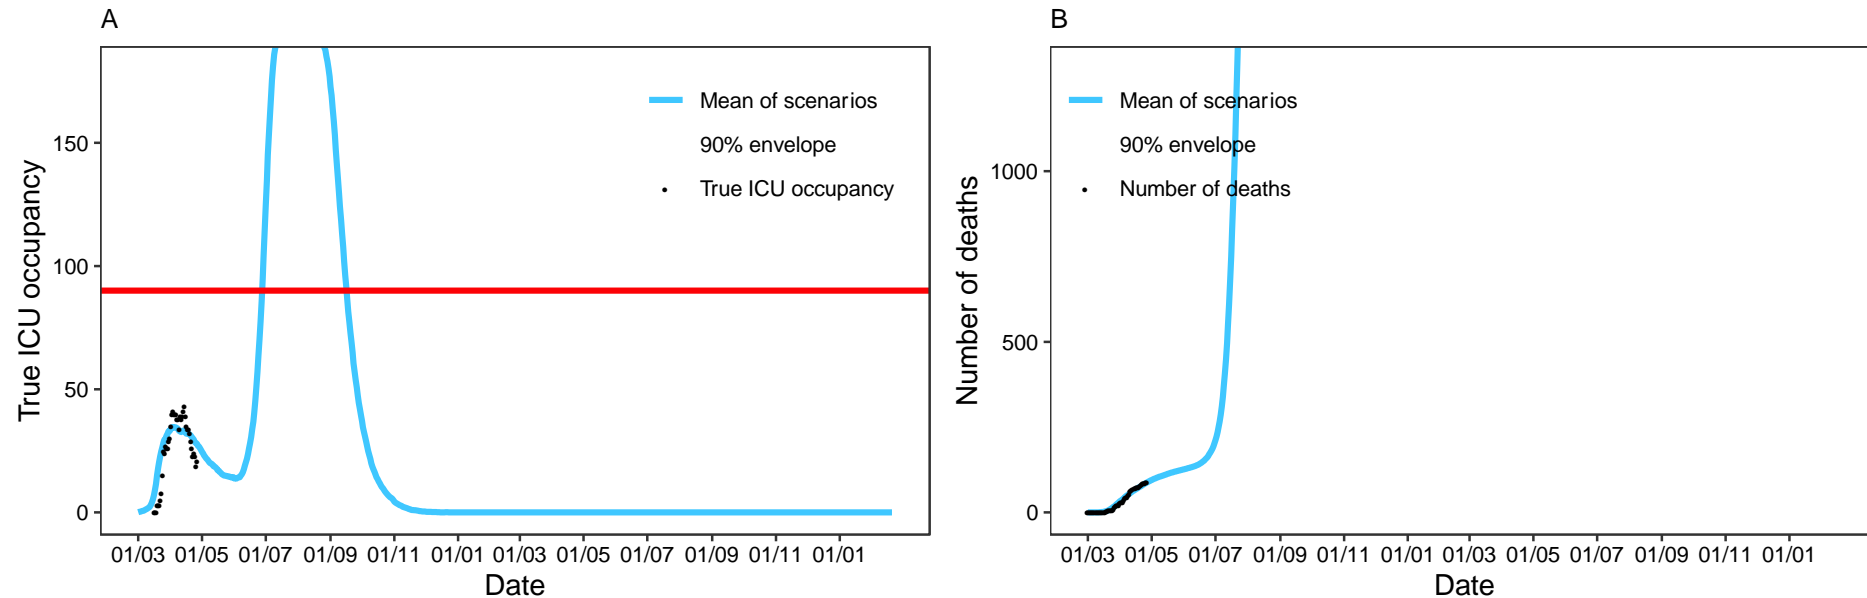 A
True ICU occupancy
150
100
50
0
Mean of scenarios
90% envelope
True ICU occupancy
01/03 01/05 01/07 01/09 01/11 01/01 01/03 01/05 01/07 01/09 01/11 01/01
Date
B
Number of deaths
1000
500
0
Mean of scenarios
90% envelope
Number of deaths
01/03 01/05 01/07 01/09 01/11 01/01 01/03 01/05 01/07 01/09 01/11 01/01
Date